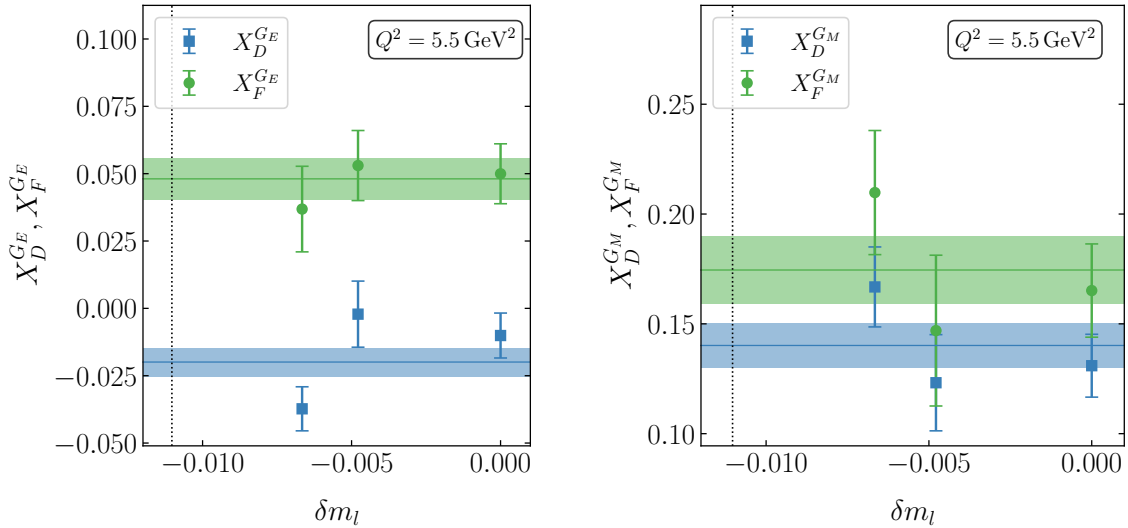 X_D^{G_E}
X_F^{G_E}
Q^2 = 5.5 GeV^2
0.100
0.075
0.050
0.025
0.000
−0.025
−0.050
X_D^{G_E}, X_F^{G_E}
−0.010
−0.005
0.000
δm_l
X_D^{G_M}
X_F^{G_M}
Q^2 = 5.5 GeV^2
0.25
0.20
0.15
0.10
X_D^{G_M}, X_F^{G_M}
−0.010
−0.005
0.000
δm_l